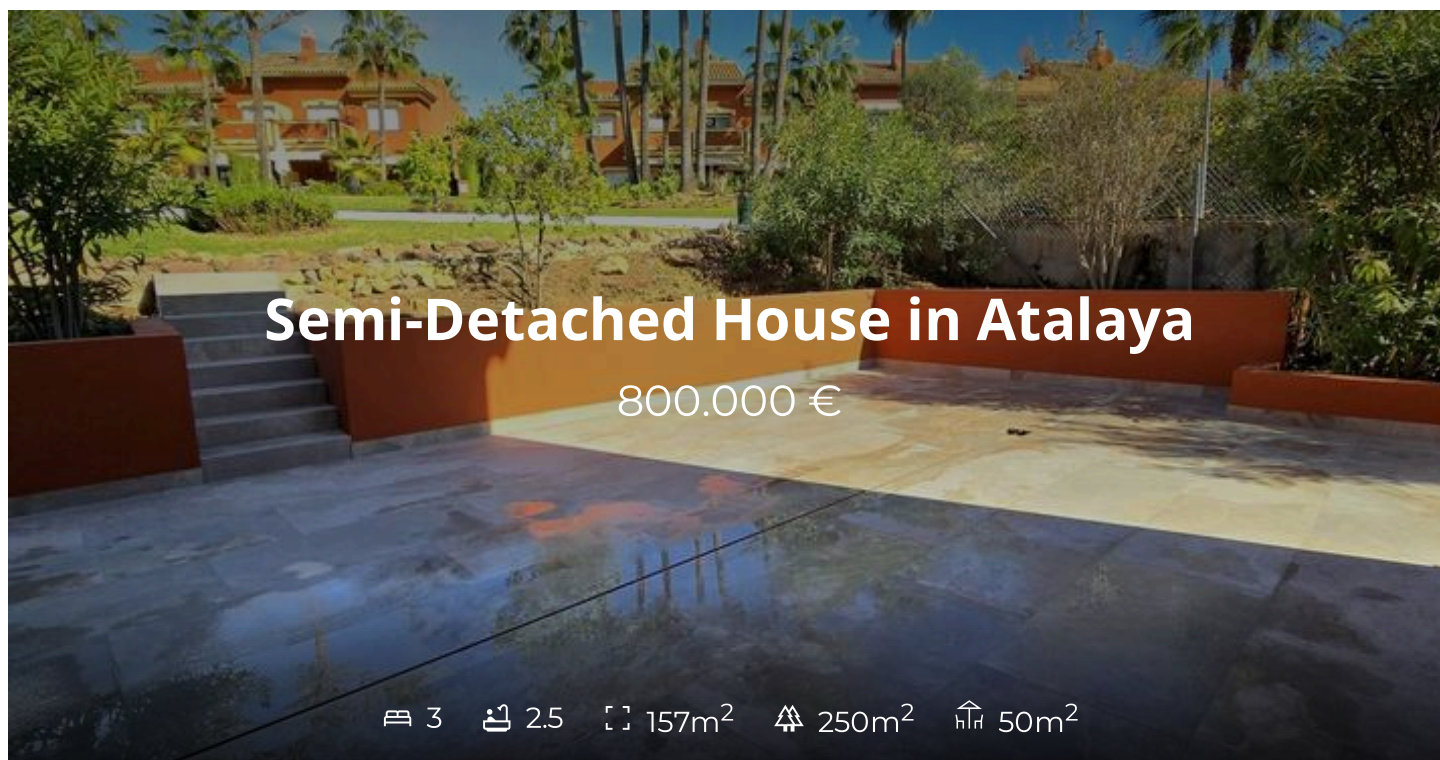 Semi-Detached House in Atalaya
800.000 €
3 2.5 157m² 250m² 50m²